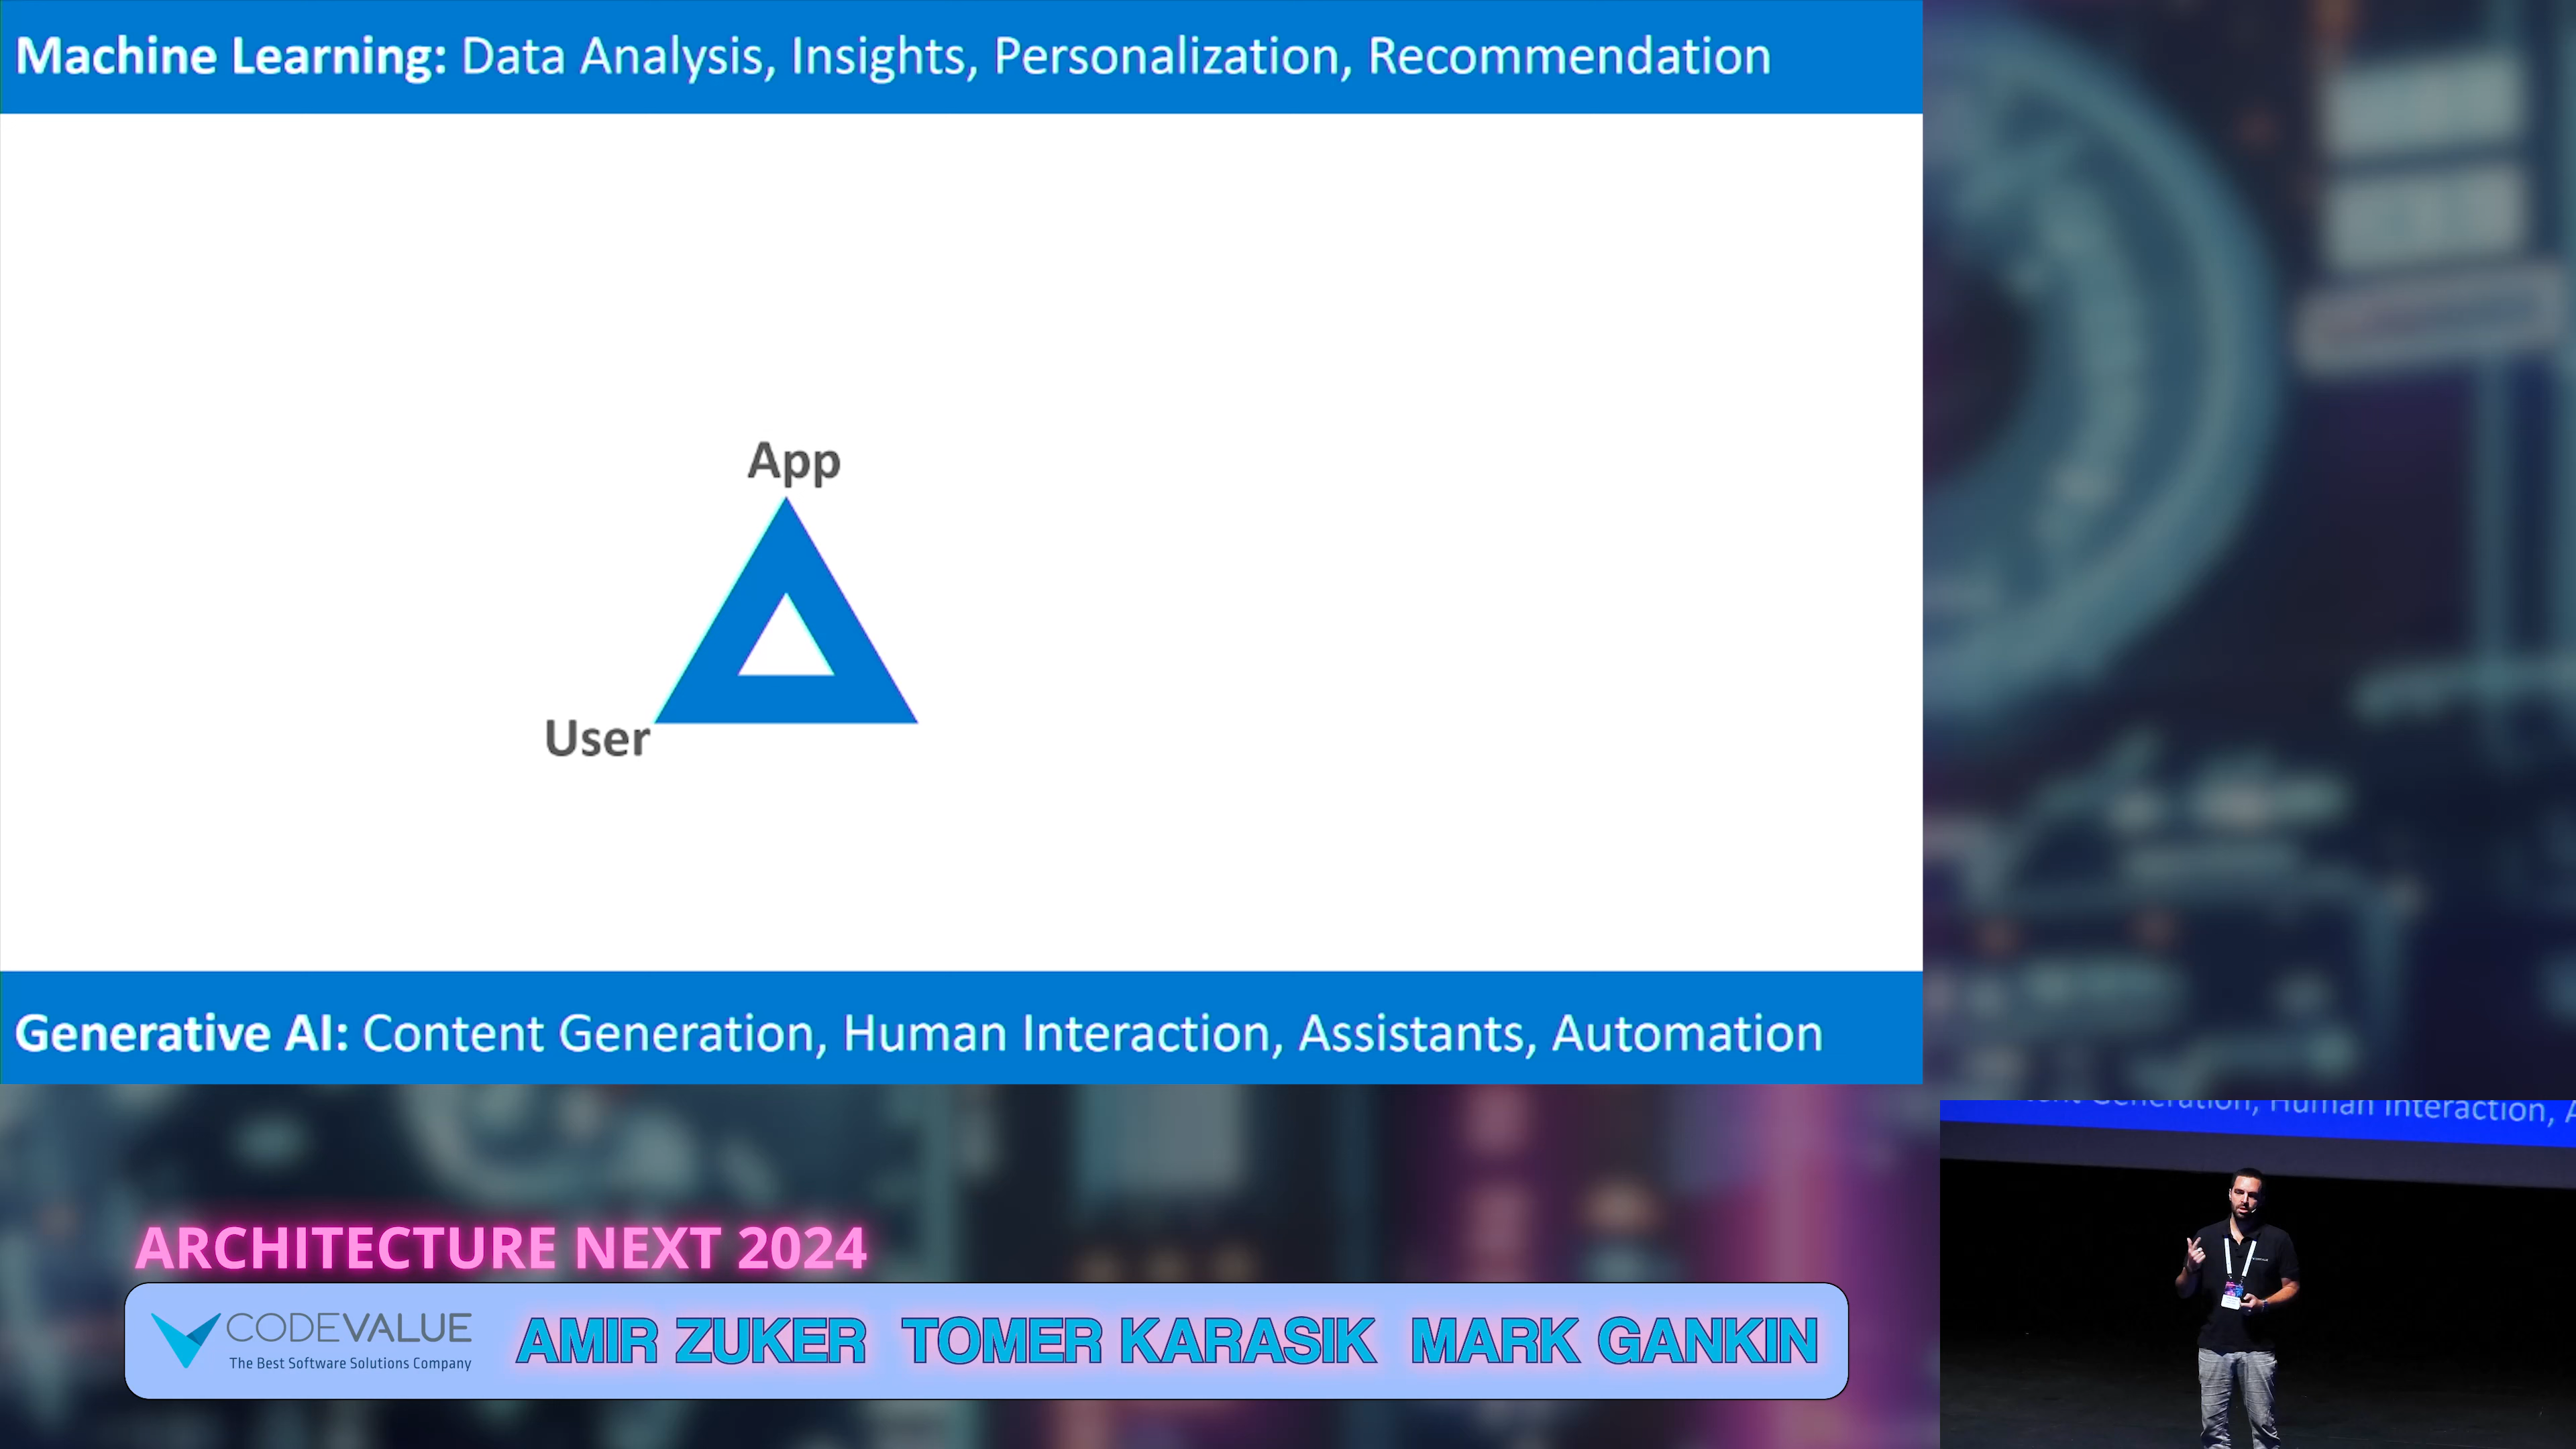 Machine Learning: Data Analysis, Insights, Personalization, Recommendation
App
User
Generative AI: Content Generation, Human Interaction, Assistants, Automation
Generation, Human Interaction,
ARCHITECTURE NEXT 2024
CODEVALUE
The Best Software Solutions Company
AMIR ZUKER TOMER KARASIK MARK GANKIN